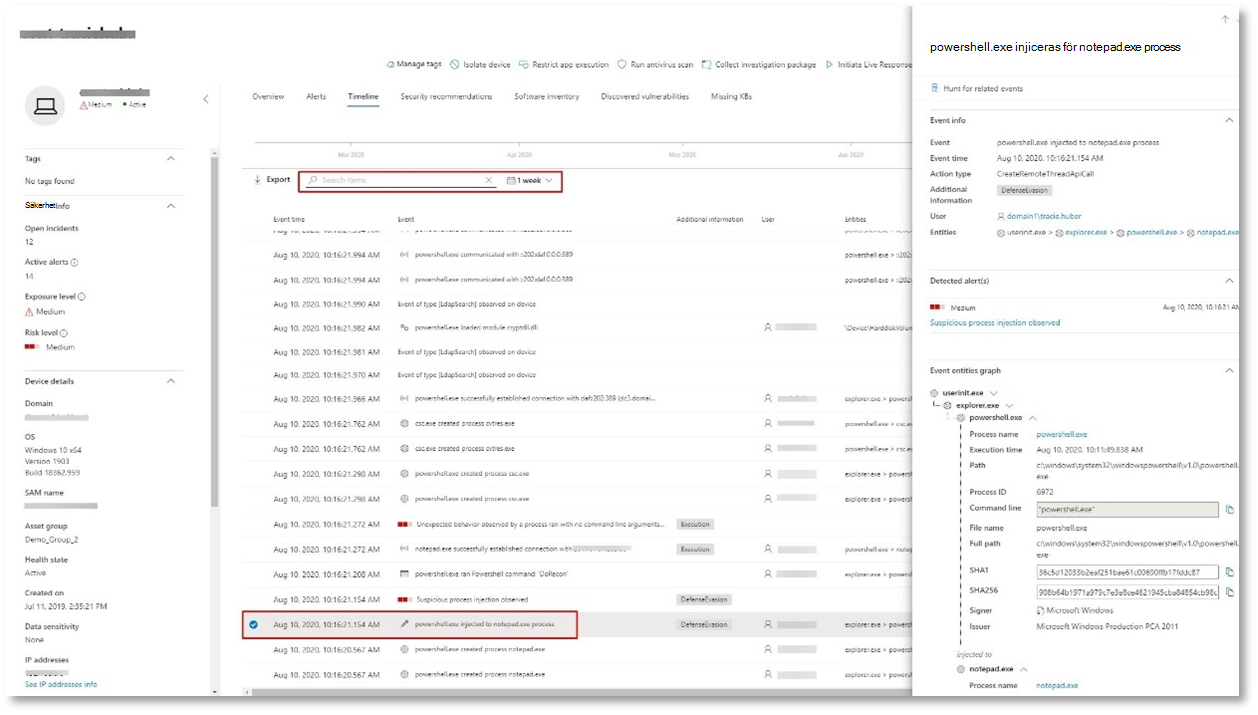 Manage tags Isolate device Restrict app execution Run antivirus scan Collect investigation package Initiate Live Response
Medium Active
Overview Alerts Timeline Security recommendations Software inventory Discovered vulnerabilities Missing KBs
Mar 2020 Apr 2020 May 2020 Jun 2020
Export Search items 1 week
Tags
No tags found
Säkerhet info
Open incidents
12
Active alerts
14
Exposure level
Medium
Risk level
Medium
Device details
Domain
OS
Windows 10 x64
Version 1903
Build 18362.959
SAM name
Asset group
Demo_Group_2
Health state
Active
Created on
Jul 11, 2019, 2:35:21 PM
Data sensitivity
None
IP addresses
See IP addresses info
Event time Event Additional information User Entities
Aug 10, 2020, 10:16:21.994 AM powershell.exe communicated with
Aug 10, 2020, 10:16:21.994 AM powershell.exe communicated with powershell.exe >
Aug 10, 2020, 10:16:21.994 AM powershell.exe communicated with powershell.exe >
Aug 10, 2020, 10:16:21.990 AM Event of type [LdapSearch] observed on device
Aug 10, 2020, 10:16:21.982 AM powershell.exe loaded module cryptdll.dll
Aug 10, 2020, 10:16:21.981 AM Event of type [LdapSearch] observed on device
Aug 10, 2020, 10:16:21.970 AM Event of type [LdapSearch] observed on device
Aug 10, 2020, 10:16:21.966 AM powershell.exe successfully established connection with explorer.exe > powers
Aug 10, 2020, 10:16:21.762 AM csc.exe created process cvtres.exe powershell.exe > csc.e
Aug 10, 2020, 10:16:21.762 AM csc.exe created process cvtres.exe powershell.exe > csc.e
Aug 10, 2020, 10:16:21.298 AM powershell.exe created process csc.exe explorer.exe > powers
Aug 10, 2020, 10:16:21.298 AM powershell.exe created process csc.exe explorer.exe > powers
Aug 10, 2020, 10:16:21.272 AM Unexpected behavior observed by a process ran with no command line arguments... Execution
Aug 10, 2020, 10:16:21.272 AM notepad.exe successfully established connection with Execution powershell.exe > note
Aug 10, 2020, 10:16:21.208 AM powershell.exe ran Powershell command: 'DoRecon' explorer.exe > powers
Aug 10, 2020, 10:16:21.154 AM Suspicious process injection observed DefenseEvasion
Aug 10, 2020, 10:16:21.154 AM powershell.exe injected to notepad.exe process DefenseEvasion explorer.exe > powers
Aug 10, 2020, 10:16:20.567 AM powershell.exe created process notepad.exe explorer.exe > powers
Aug 10, 2020, 10:16:20.567 AM powershell.exe created process notepad.exe explorer.exe > powers
powershell.exe injiceras för notepad.exe process
Hunt for related events
Event info
Event powershell.exe injected to notepad.exe process
Event time Aug 10, 2020, 10:16:21.154 AM
Action type CreateRemoteThreadApiCall
Additional DefenseEvasion
information
User domain1\tracie.huber
Entities userinit.exe > explorer.exe > powershell.exe > notepad.exe
Detected alert(s)
Medium Aug 10, 2020, 10:16:21 AM
Suspicious process injection observed
Event entities graph
userinit.exe
explorer.exe
powershell.exe
Process name powershell.exe
Execution time Aug 10, 2020, 10:11:49.838 AM
Path c:\windows\system32\windowspowershell\v1.0\powershell.
exe
Process ID 6972
Command line "powershell.exe"
File name powershell.exe
Full path c:\windows\system32\windowspowershell\v1.0\powershell.
exe
SHA1 36c5d12033b2eaf251bae61c00690ffb17fddc87
SHA256 908b64b1971a979c7e3e8ce4621945cba84854cb98c
Signer Microsoft Windows
Issuer Microsoft Windows Production PCA 2011
injected to
notepad.exe
Process name notepad.exe